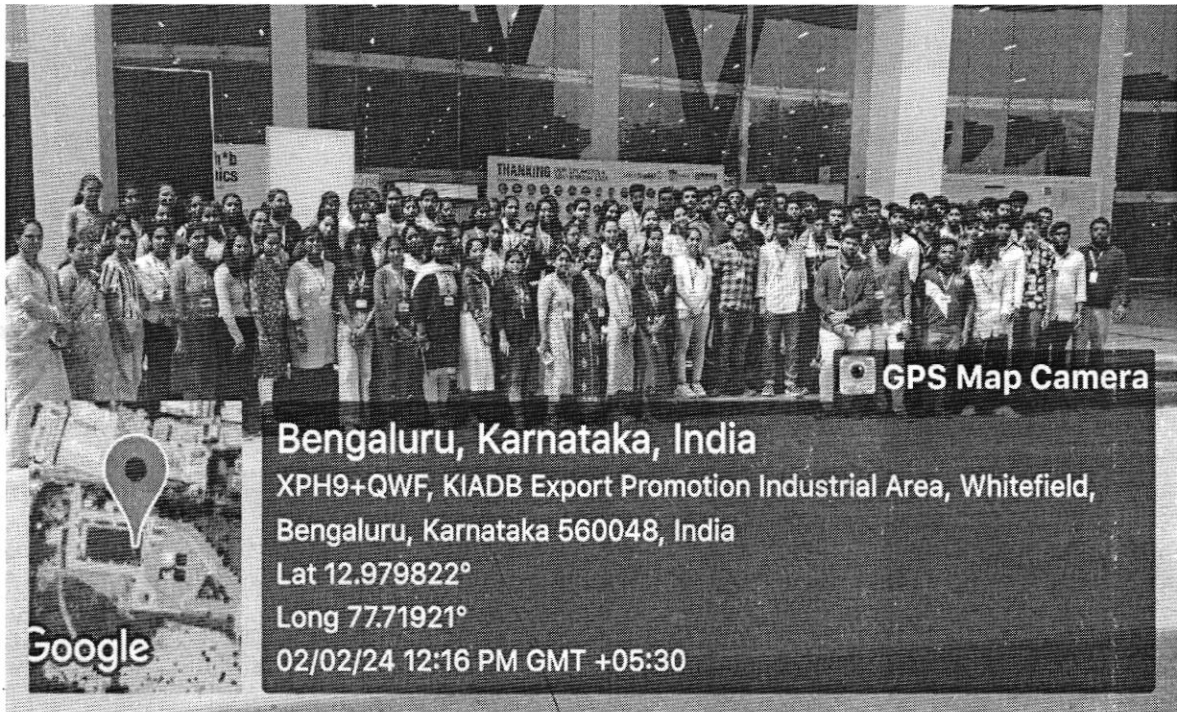 THANKING
GPS Map Camera
Bengaluru, Karnataka, India
XPH9+QWF, KIADB Export Promotion Industrial Area, Whitefield,
Bengaluru, Karnataka 560048, India
Lat 12.979822°
Long 77.71921°
02/02/24 12:16 PM GMT +05:30
Google